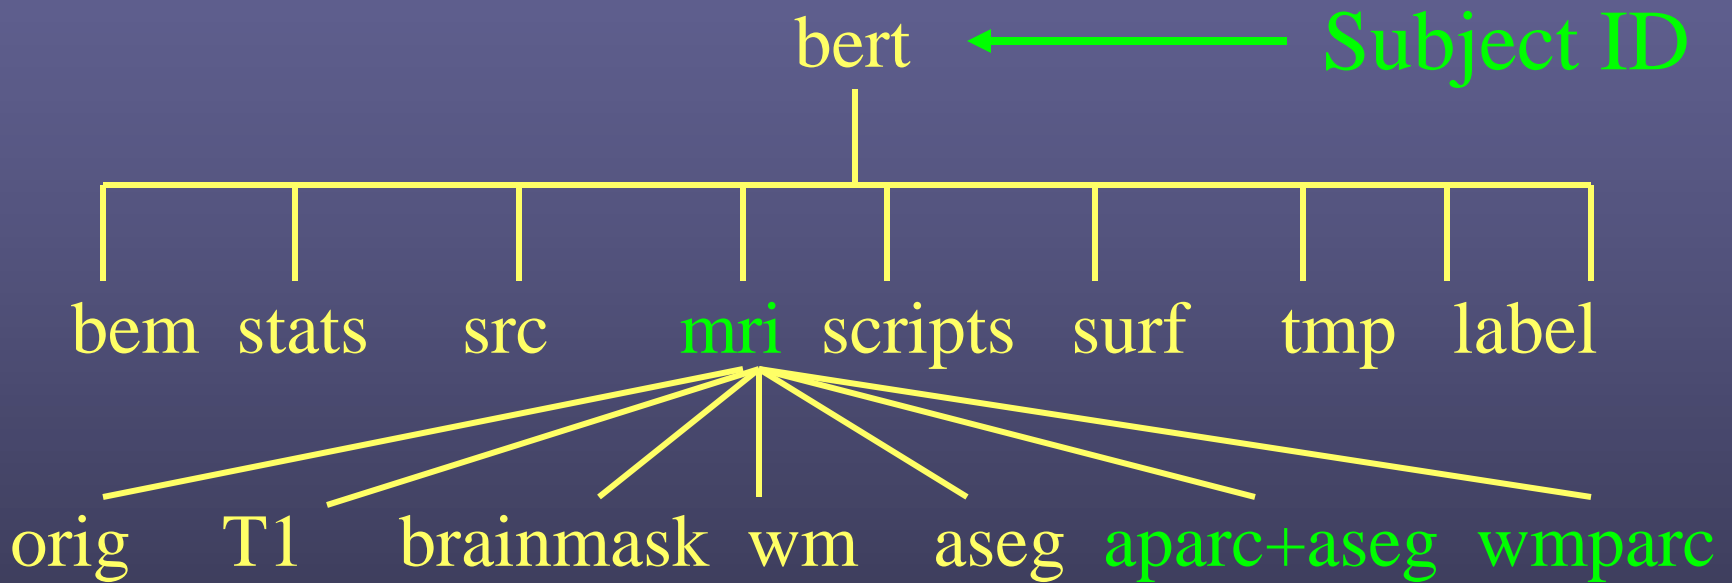 bert Subject ID
bem stats src mri scripts surf tmp label
orig T1 brainmask wm aseg aparc+aseg wmparc